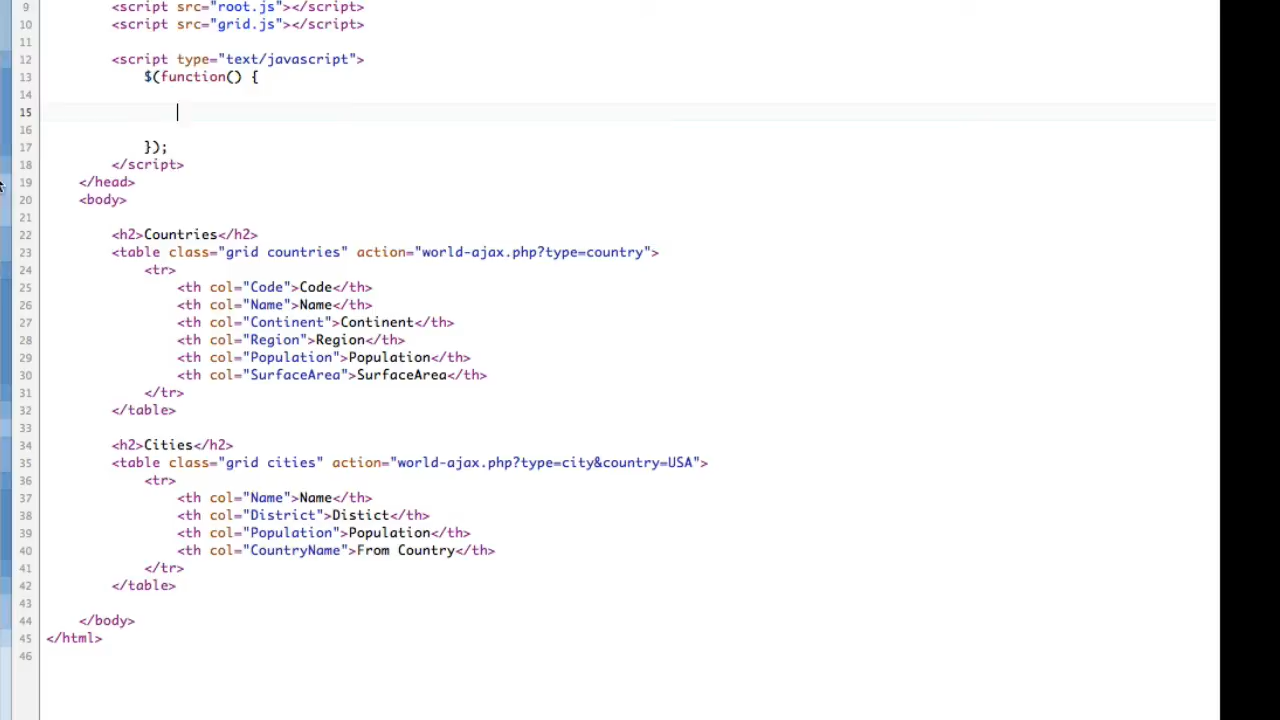 9 <script src="root.js"></script>
10 <script src="grid.js"></script>
11
12 <script type="text/javascript">
13 $(function() {
14
15
16
17 });
18 </script>
19 </head>
20 <body>
21
22 <h2>Countries</h2>
23 <table class="grid countries" action="world-ajax.php?type=country">
24 <tr>
25 <th col="Code">Code</th>
26 <th col="Name">Name</th>
27 <th col="Continent">Continent</th>
28 <th col="Region">Region</th>
29 <th col="Population">Population</th>
30 <th col="SurfaceArea">SurfaceArea</th>
31 </tr>
32 </table>
33
34 <h2>Cities</h2>
35 <table class="grid cities" action="world-ajax.php?type=city&country=USA">
36 <tr>
37 <th col="Name">Name</th>
38 <th col="District">Distict</th>
39 <th col="Population">Population</th>
40 <th col="CountryName">From Country</th>
41 </tr>
42 </table>
43
44 </body>
45 </html>
46